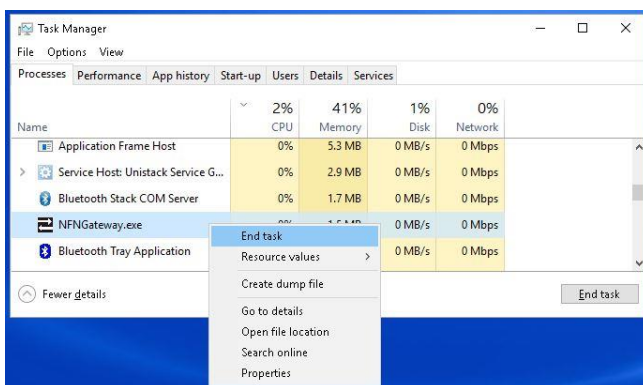 Task Manager
File Options View
Processes Performance App history Start-up Users Details Services
2% 41% 1% 0%
Name CPU Memory Disk Network
Application Frame Host 0% 5.3 MB 0 MB/s 0 Mbps
Service Host: Unistack Service G... 0% 2.9 MB 0 MB/s 0 Mbps
Bluetooth Stack COM Server 0% 1.7 MB 0 MB/s 0 Mbps
NFNGateway.exe 0% 1.5 MB 0 MB/s 0 Mbps
Bluetooth Tray Application 0 MB/s 0 Mbps
End task
Resource values
Create dump file
Go to details
Open file location
Search online
Properties
Fewer details
End task